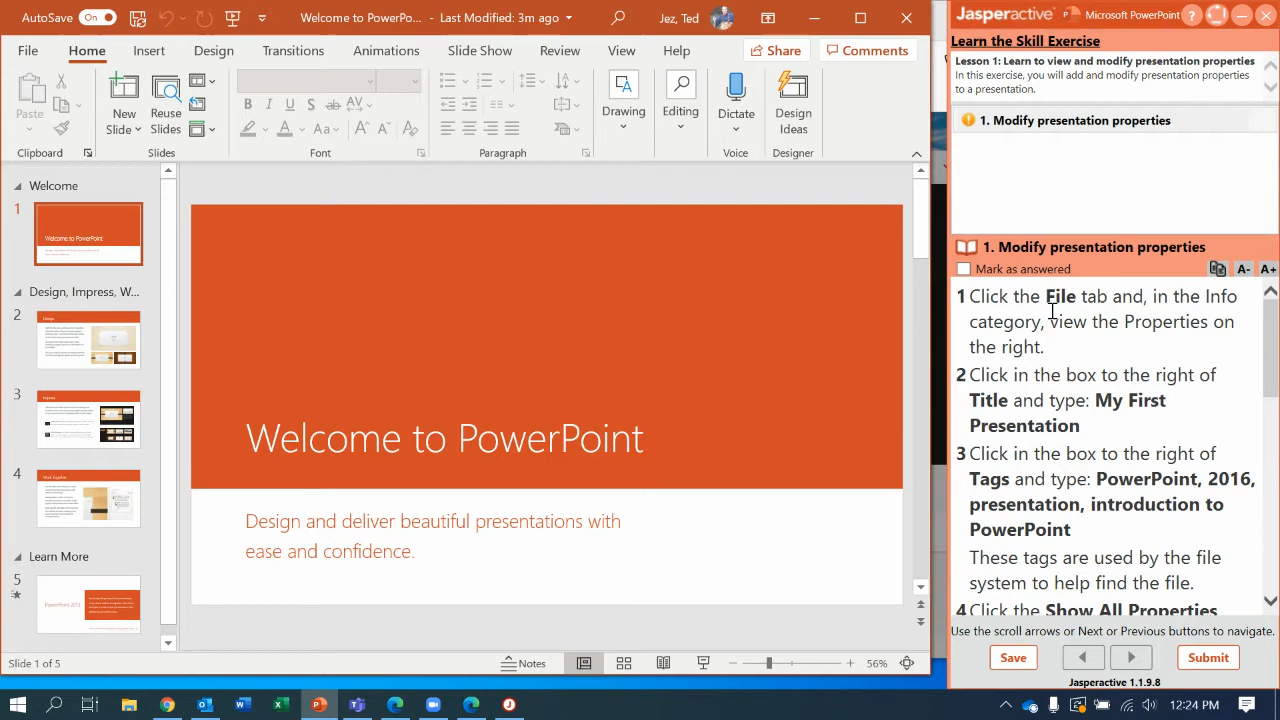 AutoSave On
Welcome to PowerPo... - Last Modified: 3m ago
Jez, Ted
File Home Insert Design Transitions Animations Slide Show Review View Help Share Comments
Paste
New Slide
Reuse Slides
Drawing
Editing
Dictate
Design Ideas
Clipboard Slides Font Paragraph Voice Designer
Welcome
1
Welcome to PowerPoint
Design, Impress, W...
2
3
4
Learn More
5
Welcome to PowerPoint
Design and deliver beautiful presentations with
ease and confidence.
Slide 1 of 5
Notes
56%
Jasperactive Microsoft PowerPoint
Learn the Skill Exercise
Lesson 1: Learn to view and modify presentation properties
In this exercise, you will add and modify presentation properties
to a presentation.
1. Modify presentation properties
1. Modify presentation properties
Mark as answered A- A+
1 Click the File tab and, in the Info
category, view the Properties on
the right.
2 Click in the box to the right of
Title and type: My First
Presentation
3 Click in the box to the right of
Tags and type: PowerPoint, 2016,
presentation, introduction to
PowerPoint
These tags are used by the file
system to help find the file.
4 Click the Show All Properties
Use the scroll arrows or Next or Previous buttons to navigate.
Save Submit
Jasperactive 1.1.9.8
12:24 PM